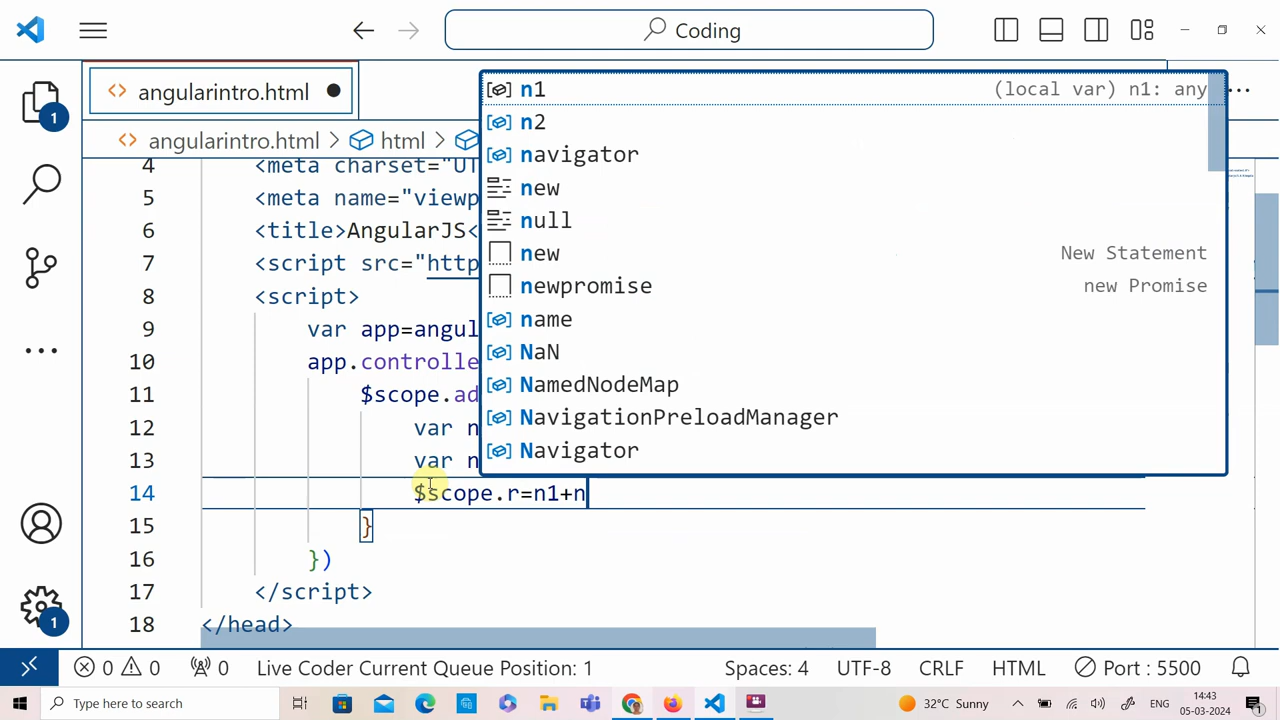 Coding
angularintro.html
angularintro.html > html >
4 <meta charset="UT
5 <meta name="viewp
6 <title>AngularJS<
7 <script src="http
8 <script>
9 var app=angul
10 app.controlle
11 $scope.ad
12 var n
13 var n
14 $scope.r=n1+n
15 }
16 })
17 </script>
18 </head>
n1 (local var) n1: any
n2
navigator
new
null
new New Statement
newpromise new Promise
name
NaN
NamedNodeMap
NavigationPreloadManager
Navigator
1
1
0 0 0 Live Coder Current Queue Position: 1 Spaces: 4 UTF-8 CRLF HTML Port : 5500
Type here to search 32°C Sunny ENG 14:43
05-03-2024 1